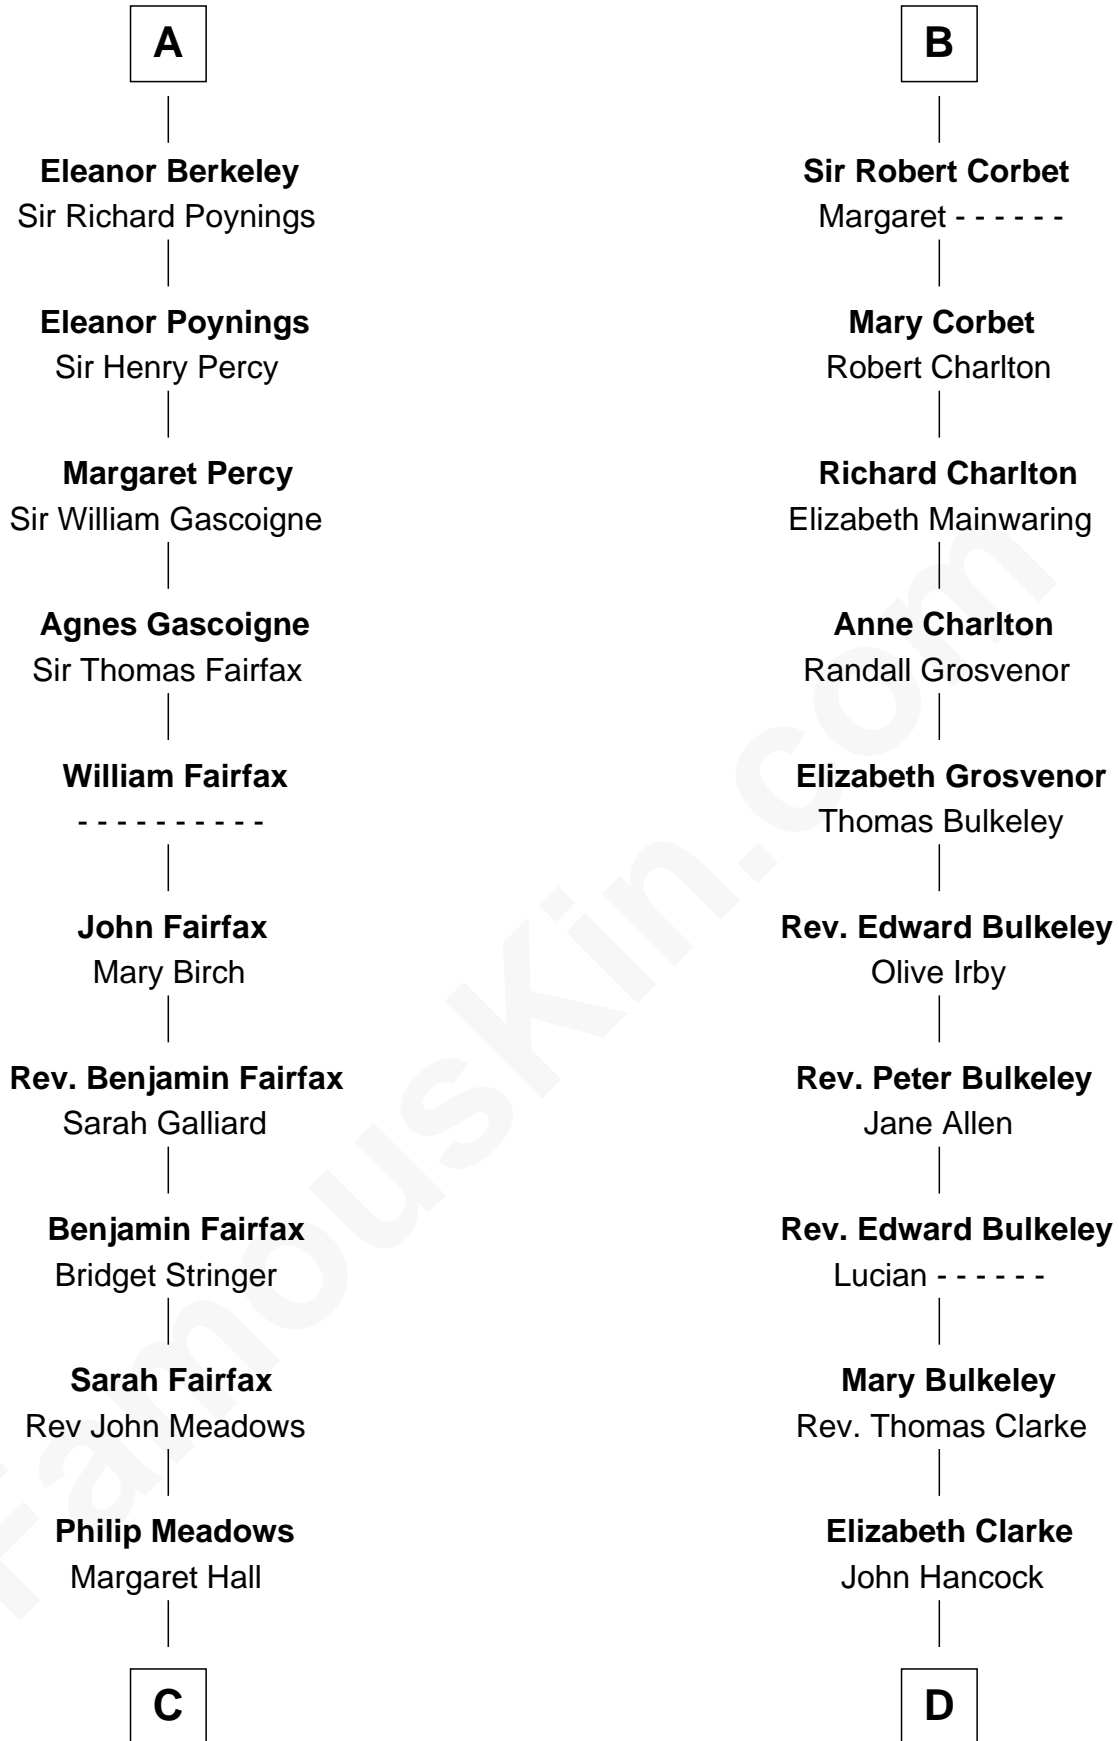 A
Eleanor Berkeley
Sir Richard Poynings
Eleanor Poynings
Sir Henry Percy
Margaret Percy
Sir William Gascoigne
Agnes Gascoigne
Sir Thomas Fairfax
William Fairfax
- - - - - - - - - -
John Fairfax
Mary Birch
Rev. Benjamin Fairfax
Sarah Galliard
Benjamin Fairfax
Bridget Stringer
Sarah Fairfax
Rev John Meadows
Philip Meadows
Margaret Hall
C
B
Sir Robert Corbet
Margaret - - - - - -
Mary Corbet
Robert Charlton
Richard Charlton
Elizabeth Mainwaring
Anne Charlton
Randall Grosvenor
Elizabeth Grosvenor
Thomas Bulkeley
Rev. Edward Bulkeley
Olive Irby
Rev. Peter Bulkeley
Jane Allen
Rev. Edward Bulkeley
Lucian - - - - - -
Mary Bulkeley
Rev. Thomas Clarke
Elizabeth Clarke
John Hancock
D
FamousKin.com